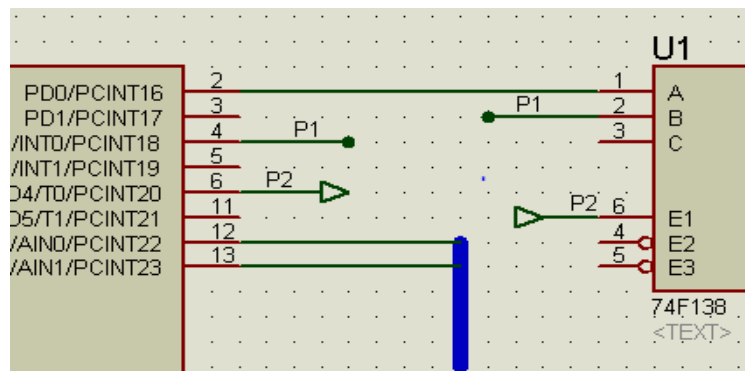 U1
PD0/PCINT16 2 1 A
PD1/PCINT17 3 P1 2 B
/INT0/PCINT18 4 P1 3 C
/INT1/PCINT19 5
D4/T0/PCINT20 6 P2
D5/T1/PCINT21 11 P2 6 E1
/AIN0/PCINT22 12 4 E2
/AIN1/PCINT23 13 5 E3
74F138
<TEXT>